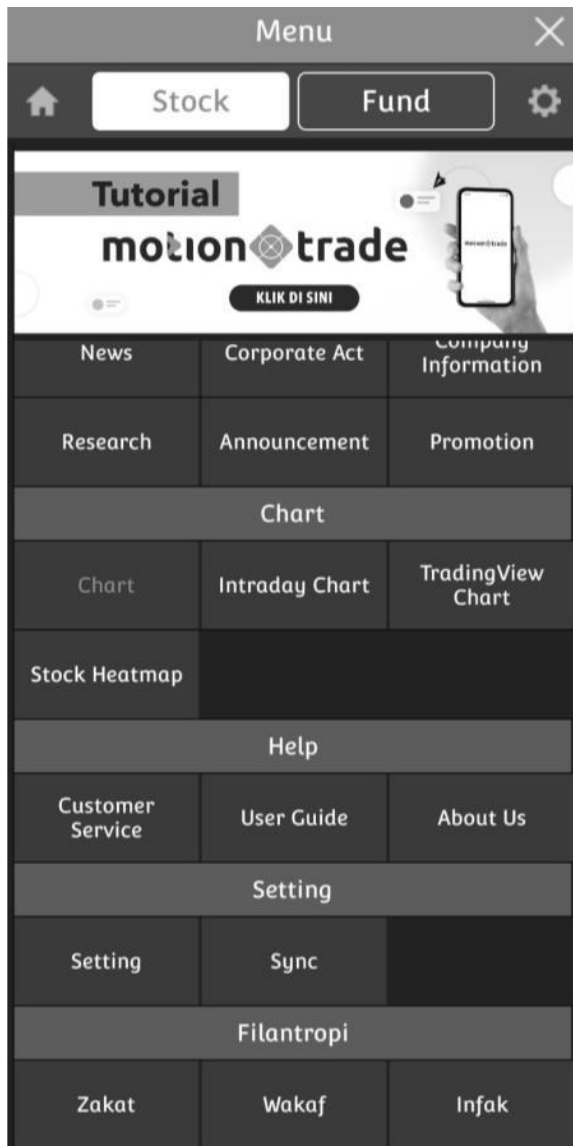 Menu
Stock
Fund
Tutorial
motion trade
KLIK DI SINI
News
Corporate Act
Company
Information
Research
Announcement
Promotion
Chart
Chart
Intraday Chart
TradingView
Chart
Stock Heatmap
Help
Customer
Service
User Guide
About Us
Setting
Setting
Sync
Filantropi
Zakat
Wakaf
Infak